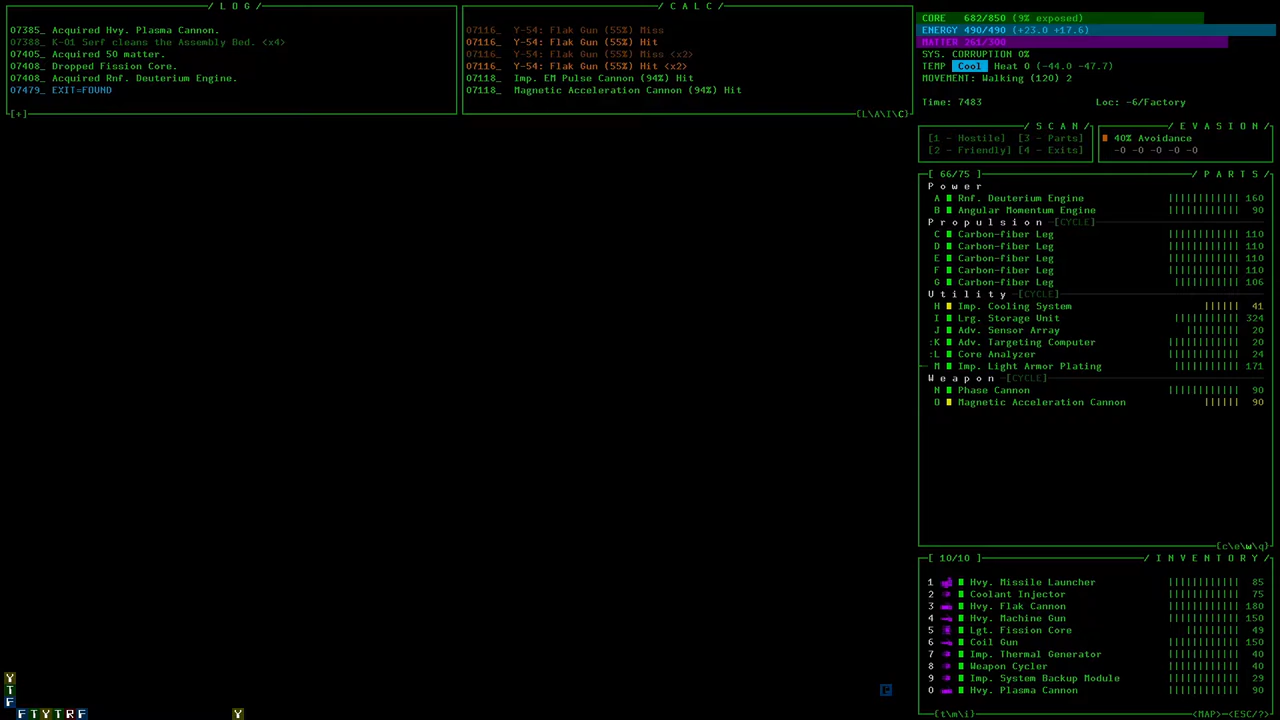 / L O G /
07385_ Acquired Hvy. Plasma Cannon.
07388_ K-01 Serf cleans the Assembly Bed. <x4>
07405_ Acquired 50 matter.
07408_ Dropped Fission Core.
07408_ Acquired Rnf. Deuterium Engine.
07479_ EXIT=FOUND
[+]
/ C A L C /
07116_ Y-54: Flak Gun (55%) Miss
07116_ Y-54: Flak Gun (55%) Hit
07116_ Y-54: Flak Gun (55%) Miss <x2>
07116_ Y-54: Flak Gun (55%) Hit <x2>
07118_ Imp. EM Pulse Cannon (94%) Hit
07118_ Magnetic Acceleration Cannon (94%) Hit
[L\A\I\C]
CORE 682/850 (9% exposed)
ENERGY 490/490 (+23.0 +17.6)
MATTER 261/300
SYS. CORRUPTION 0%
TEMP Cool Heat 0 (-44.0 -47.7)
MOVEMENT: Walking (120) 2
Time: 7483 Loc: -6/Factory
/ S C A N /
[1 - Hostile] [3 - Parts]
[2 - Friendly] [4 - Exits]
/ E V A S I O N /
40% Avoidance
-0 -0 -0 -0 -0
[ 66/75 ] / P A R T S /
P o w e r
A Rnf. Deuterium Engine 160
B Angular Momentum Engine 90
P r o p u l s i o n [CYCLE]
C Carbon-fiber Leg 110
D Carbon-fiber Leg 110
E Carbon-fiber Leg 110
F Carbon-fiber Leg 110
G Carbon-fiber Leg 106
U t i l i t y [CYCLE]
H Imp. Cooling System 41
I Lrg. Storage Unit 324
J Adv. Sensor Array 20
:K Adv. Targeting Computer 20
:L Core Analyzer 24
M Imp. Light Armor Plating 171
W e a p o n [CYCLE]
N Phase Cannon 90
O Magnetic Acceleration Cannon 90
[c\e\w\q]
[ 10/10 ] / I N V E N T O R Y /
1 Hvy. Missile Launcher 85
2 Coolant Injector 75
3 Hvy. Flak Cannon 180
4 Hvy. Machine Gun 150
5 Lgt. Fission Core 49
6 Coil Gun 150
7 Imp. Thermal Generator 40
8 Weapon Cycler 40
9 Imp. System Backup Module 29
0 Hvy. Plasma Cannon 90
[t\m\i] <MAP> <ESC/?>
Y
T
F
F T Y T R F
Y